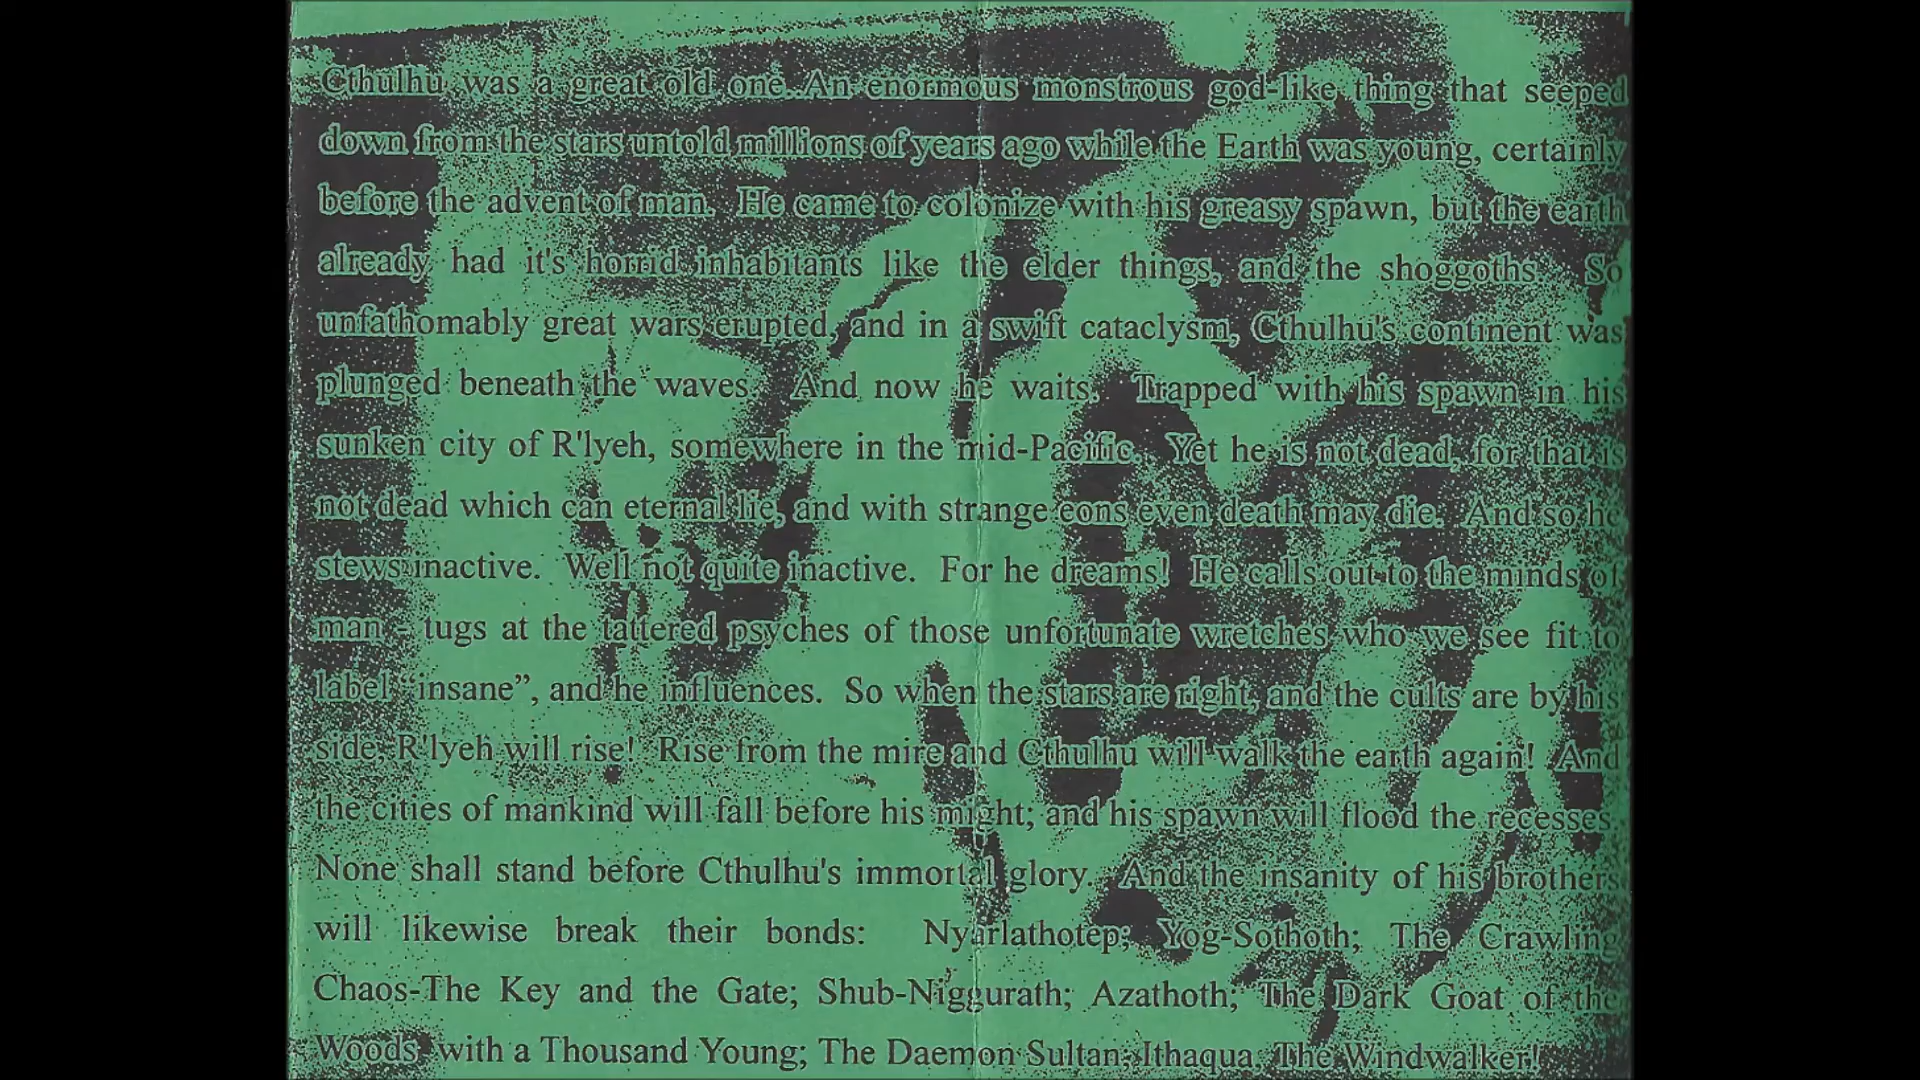 Cthulhu was a great old one. An enormous monstrous god-like thing that seeped
down from the stars untold millions of years ago while the Earth was young, certainly
before the advent of man. He came to colonize with his greasy spawn, but the earth
already had it's horrid inhabitants like the elder things, and the shoggoths. So
unfathomably great wars erupted, and in a swift cataclysm, Cthulhu's continent was
plunged beneath the waves. And now he waits. Trapped with his spawn in his
sunken city of R'lyeh, somewhere in the mid-Pacific. Yet he is not dead, for that is
not dead which can eternal lie, and with strange eons even death may die. And so he
stews inactive. Well not quite inactive. For he dreams! He calls out to the minds of
man - tugs at the tattered psyches of those unfortunate wretches who we see fit to
label “insane”, and he influences. So when the stars are right, and the cults are by his
side, R'lyeh will rise! Rise from the mire and Cthulhu will walk the earth again! And
the cities of mankind will fall before his might; and his spawn will flood the recesses.
None shall stand before Cthulhu's immortal glory. And the insanity of his brothers
will likewise break their bonds: Nyarlathotep; Yog-Sothoth; The Crawling
Chaos-The Key and the Gate; Shub-Niggurath; Azathoth; The Dark Goat of the
Woods with a Thousand Young; The Daemon Sultan; Ithaqua, The Windwalker!